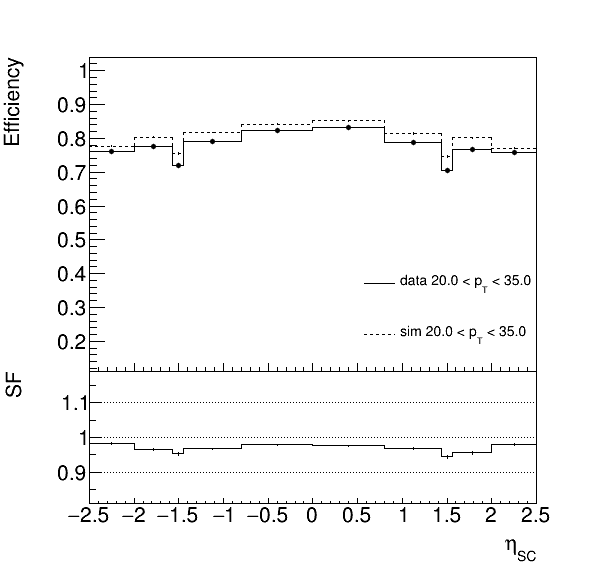 Efficiency
1
0.9
0.8
0.7
0.6
0.5
0.4
0.3
0.2
data 20.0 < p_T < 35.0
sim 20.0 < p_T < 35.0
SF
1.1
1
0.9
−2.5 −2 −1.5 −1 −0.5 0 0.5 1 1.5 2 2.5
η_SC